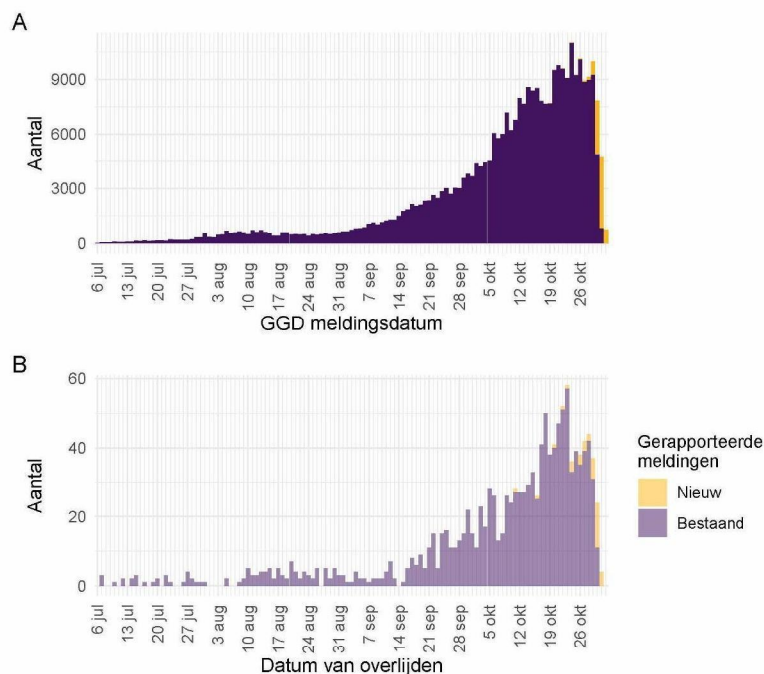 A
Aantal
9000
6000
3000
0
6 jul
13 jul
20 jul
27 jul
3 aug
10 aug
17 aug
24 aug
31 aug
7 sep
14 sep
21 sep
28 sep
5 okt
12 okt
19 okt
26 okt
GGD meldingsdatum
B
Aantal
60
40
20
0
6 jul
13 jul
20 jul
27 jul
3 aug
10 aug
17 aug
24 aug
31 aug
7 sep
14 sep
21 sep
28 sep
5 okt
12 okt
19 okt
26 okt
Datum van overlijden
Gerapporteerde
meldingen
Nieuw
Bestaand